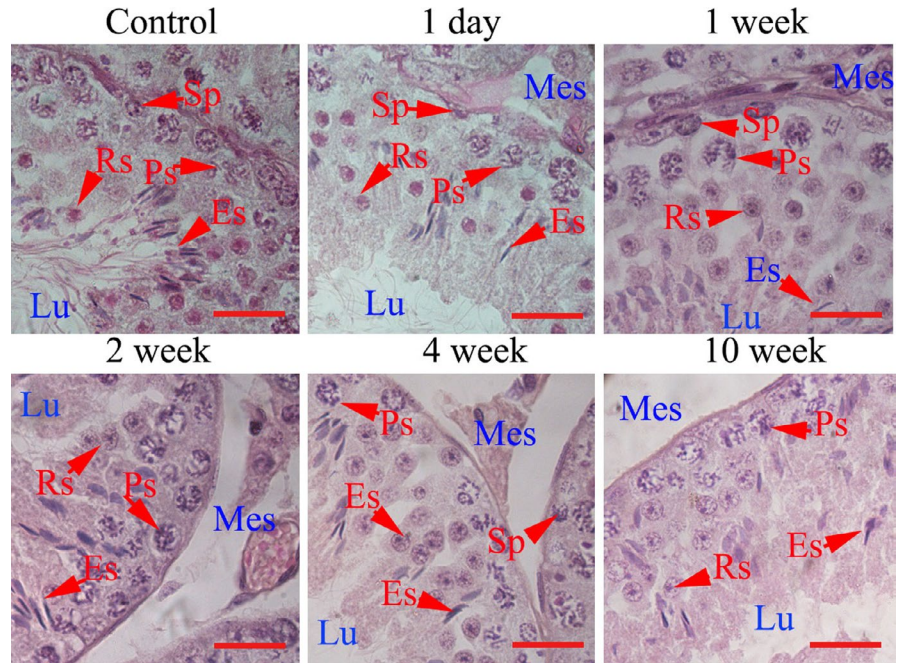 Control
1 day
1 week
Sp
Rs
Ps
Es
Lu
Mes
Sp
Rs
Ps
Es
Lu
Mes
Sp
Ps
Rs
Es
Lu
2 week
4 week
10 week
Lu
Rs
Ps
Mes
Es
Ps
Mes
Es
Sp
Es
Lu
Mes
Ps
Es
Rs
Lu